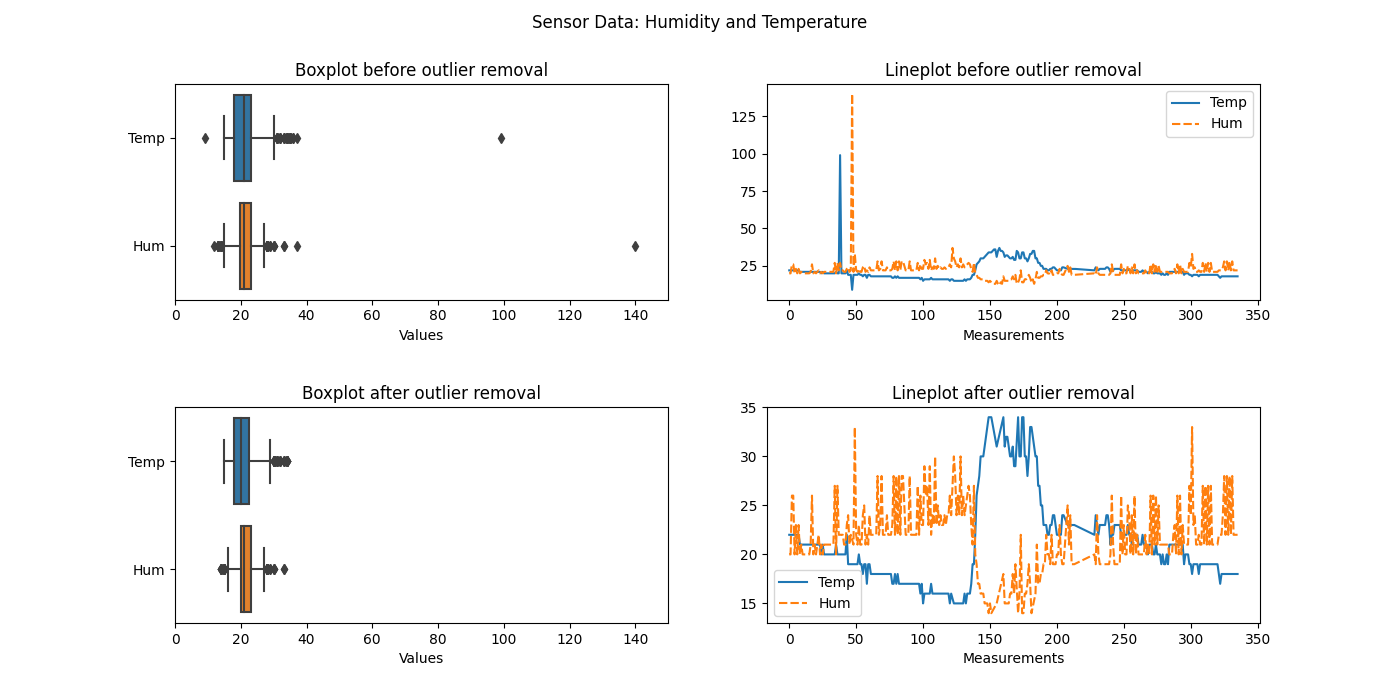 Sensor Data: Humidity and Temperature
Boxplot before outlier removal
Temp
Hum
0 20 40 60 80 100 120 140
Values
Lineplot before outlier removal
Temp
Hum
125
100
75
50
25
0 50 100 150 200 250 300 350
Measurements
Boxplot after outlier removal
Temp
Hum
0 20 40 60 80 100 120 140
Values
Lineplot after outlier removal
35
30
25
20
15
Temp
Hum
0 50 100 150 200 250 300 350
Measurements